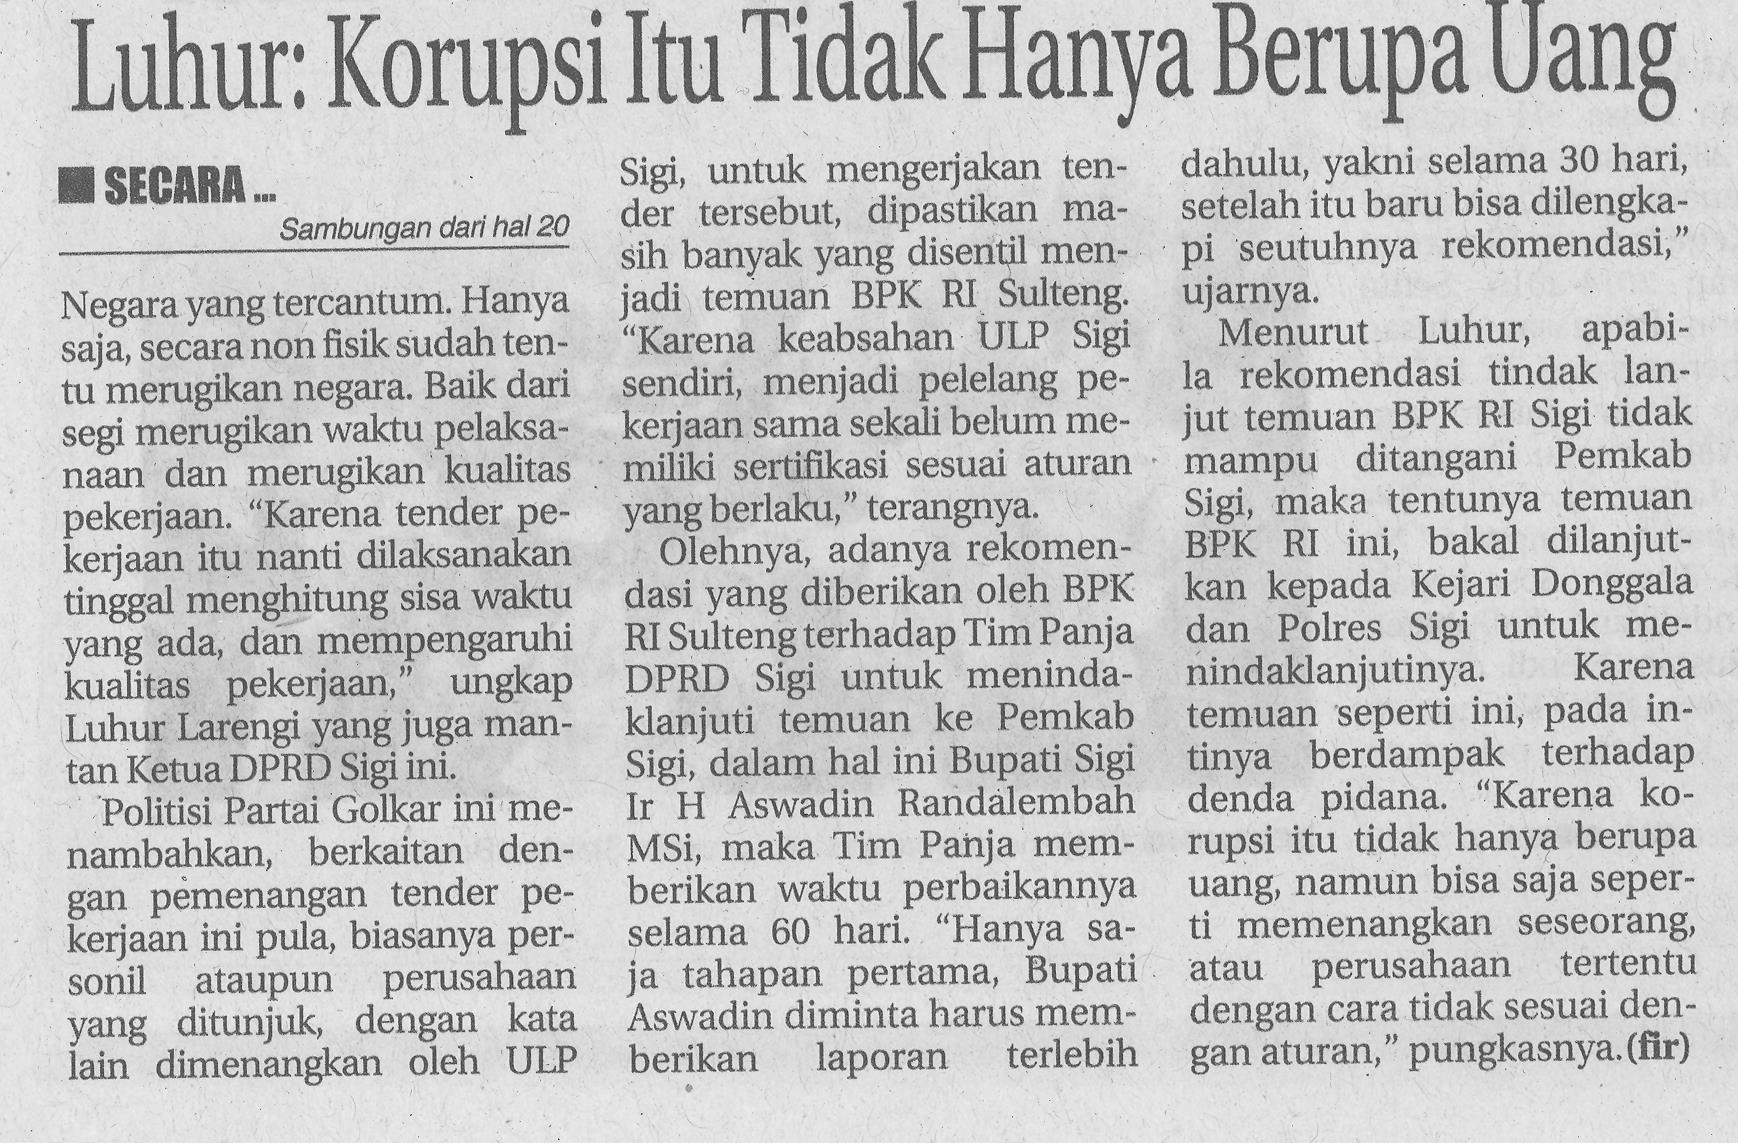 Luhur: Korupsi Itu Tidak Hanya Berupa Uang
■ SECARA ...
Sambungan dari hal 20
Negara yang tercantum. Hanya
saja, secara non fisik sudah ten-
tu merugikan negara. Baik dari
segi merugikan waktu pelaksa-
naan dan merugikan kualitas
pekerjaan. “Karena tender pe-
kerjaan itu nanti dilaksanakan
tinggal menghitung sisa waktu
yang ada, dan mempengaruhi
kualitas pekerjaan,” ungkap
Luhur Larengi yang juga man-
tan Ketua DPRD Sigi ini.
Politisi Partai Golkar ini me-
nambahkan, berkaitan den-
gan pemenangan tender pe-
kerjaan ini pula, biasanya per-
sonil ataupun perusahaan
yang ditunjuk, dengan kata
lain dimenangkan oleh ULP
Sigi, untuk mengerjakan ten-
der tersebut, dipastikan ma-
sih banyak yang disentil men-
jadi temuan BPK RI Sulteng.
“Karena keabsahan ULP Sigi
sendiri, menjadi pelelang pe-
kerjaan sama sekali belum me-
miliki sertifikasi sesuai aturan
yang berlaku,” terangnya.
Olehnya, adanya rekomen-
dasi yang diberikan oleh BPK
RI Sulteng terhadap Tim Panja
DPRD Sigi untuk meninda-
klanjuti temuan ke Pemkab
Sigi, dalam hal ini Bupati Sigi
Ir H Aswadin Randalembah
MSi, maka Tim Panja mem-
berikan waktu perbaikannya
selama 60 hari. “Hanya sa-
ja tahapan pertama, Bupati
Aswadin diminta harus mem-
berikan laporan terlebih
dahulu, yakni selama 30 hari,
setelah itu baru bisa dilengka-
pi seutuhnya rekomendasi,”
ujarnya.
Menurut Luhur, apabi-
la rekomendasi tindak lan-
jut temuan BPK RI Sigi tidak
mampu ditangani Pemkab
Sigi, maka tentunya temuan
BPK RI ini, bakal dilanjut-
kan kepada Kejari Donggala
dan Polres Sigi untuk me-
nindaklanjutinya. Karena
temuan seperti ini, pada in-
tinya berdampak terhadap
denda pidana. “Karena ko-
rupsi itu tidak hanya berupa
uang, namun bisa saja seper-
ti memenangkan seseorang,
atau perusahaan tertentu
dengan cara tidak sesuai den-
gan aturan,” pungkasnya.(fir)